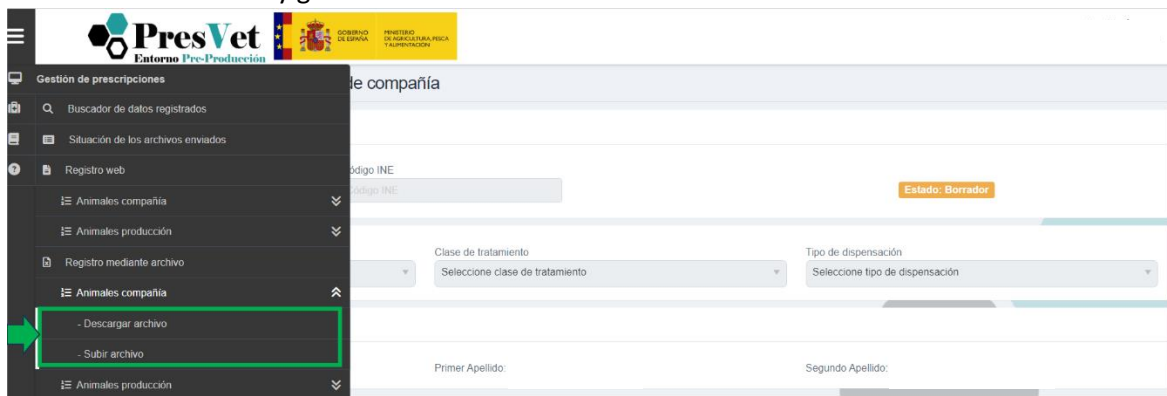 PresVet
Entorno Pre-Producción
GOBIERNO
DE ESPAÑA
MINISTERIO
DE AGRICULTURA, PESCA
Y ALIMENTACIÓN
Gestión de prescripciones
de compañía
Buscador de datos registrados
Situación de los archivos enviados
Registro web
Código INE
Código INE
Estado: Borrador
Animales compañía
Animales producción
Registro mediante archivo
Clase de tratamiento
Tipo de dispensación
Seleccione clase de tratamiento
Seleccione tipo de dispensación
Animales compañía
- Descargar archivo
- Subir archivo
Primer Apellido:
Segundo Apellido:
Animales producción